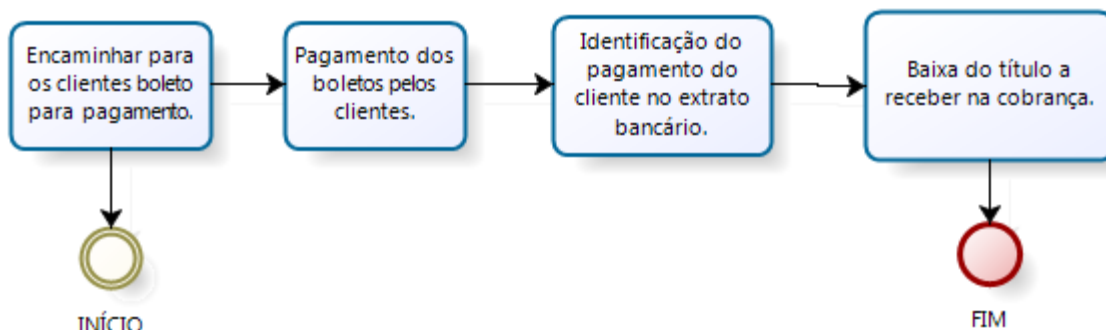 Encaminhar para
os clientes boleto
para pagamento.
Pagamento dos
boletos pelos
clientes.
Identificação do
pagamento do
cliente no extrato
bancário.
Baixa do título a
receber na cobrança.
INÍCIO
FIM